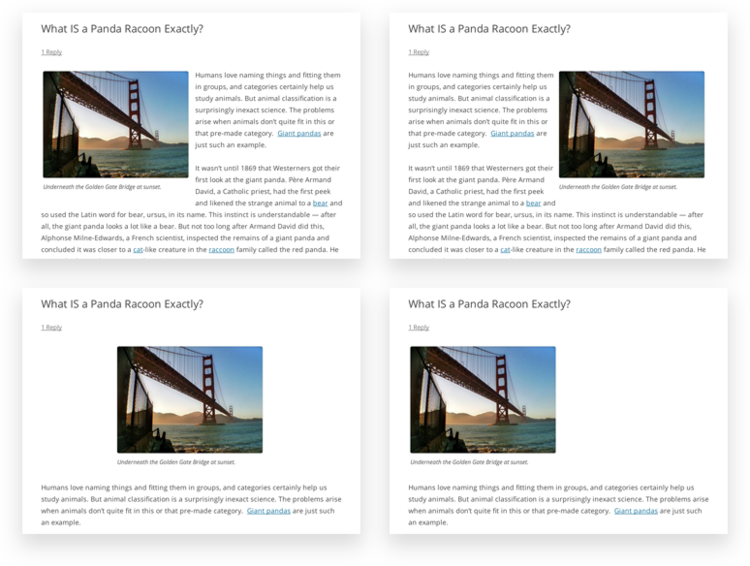 What IS a Panda Racoon Exactly?
1 Reply
Humans love naming things and fitting them
in groups, and categories certainly help us
study animals. But animal classification is a
surprisingly inexact science. The problems
arise when animals don't quite fit in this or
that pre-made category. Giant pandas are
just such an example.
Underneath the Golden Gate Bridge at sunset.
It wasn't until 1869 that Westerners got their
first look at the giant panda. Père Armand
David, a Catholic priest, had the first peek
and likened the strange animal to a bear and
so used the Latin word for bear, ursus, in its name. This instinct is understandable — after
all, the giant panda looks a lot like a bear. But not too long after Armand David did this,
Alphonse Milne-Edwards, a French scientist, inspected the remains of a giant panda and
concluded it was closer to a cat-like creature in the raccoon family called the red panda. He
What IS a Panda Racoon Exactly?
1 Reply
Humans love naming things and fitting them
in groups, and categories certainly help us
study animals. But animal classification is a
surprisingly inexact science. The problems
arise when animals don't quite fit in this or
that pre-made category. Giant pandas are
just such an example.
It wasn't until 1869 that Westerners got their
first look at the giant panda. Père Armand
David, a Catholic priest, had the first peek
and likened the strange animal to a bear and
Underneath the Golden Gate Bridge at sunset.
so used the Latin word for bear, ursus, in its name. This instinct is understandable — after
all, the giant panda looks a lot like a bear. But not too long after Armand David did this,
Alphonse Milne-Edwards, a French scientist, inspected the remains of a giant panda and
concluded it was closer to a cat-like creature in the raccoon family called the red panda. He
What IS a Panda Racoon Exactly?
1 Reply
Underneath the Golden Gate Bridge at sunset.
Humans love naming things and fitting them in groups, and categories certainly help us
study animals. But animal classification is a surprisingly inexact science. The problems arise
when animals don't quite fit in this or that pre-made category. Giant pandas are just such
an example.
What IS a Panda Racoon Exactly?
1 Reply
Underneath the Golden Gate Bridge at sunset.
Humans love naming things and fitting them in groups, and categories certainly help us
study animals. But animal classification is a surprisingly inexact science. The problems arise
when animals don't quite fit in this or that pre-made category. Giant pandas are just such
an example.